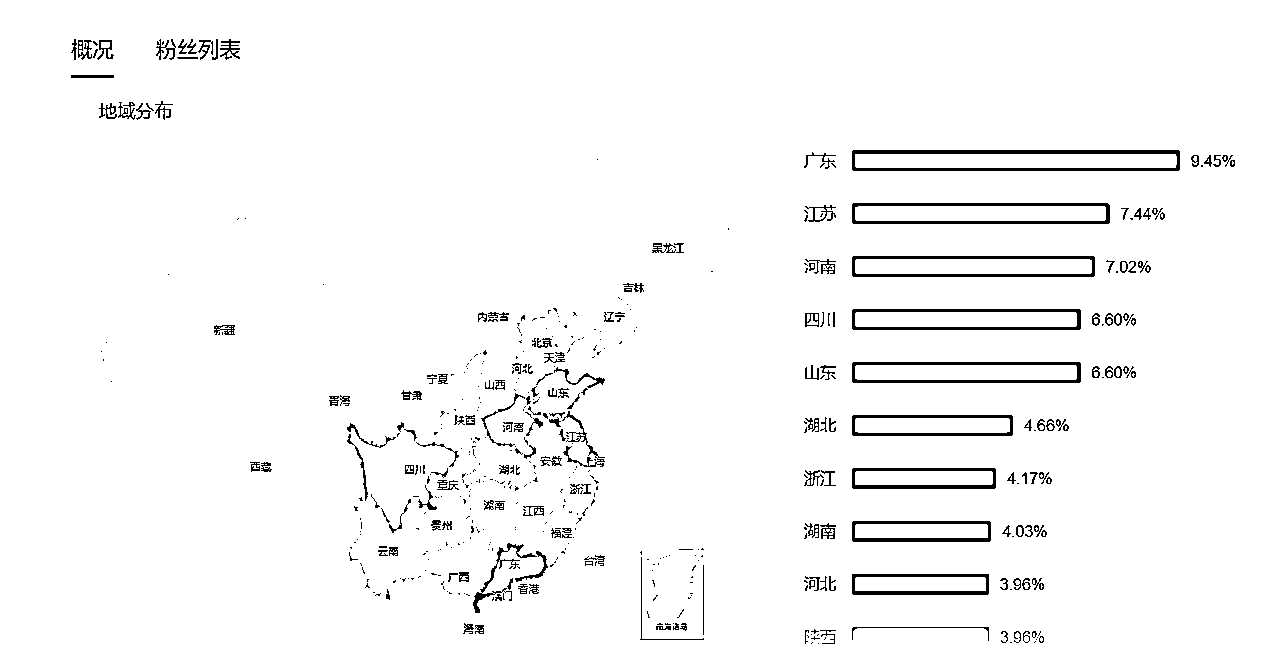 概况 粉丝列表
地域分布
广东 9.45%
江苏 7.44%
河南 7.02%
四川 6.60%
山东 6.60%
湖北 4.66%
浙江 4.17%
湖南 4.03%
河北 3.96%
陕西 3.96%
黑龙江
吉林
内蒙省 辽宁
新疆
北京
天津
河北
宁夏 山西
甘肃 山东
青海
陕西 河南
江苏
安徽 上海
西藏 四川 湖北
重庆 浙江
湖南 江西
贵州 福建
云南 台湾
广东
广西 香港
澳门
海南
南海诸岛